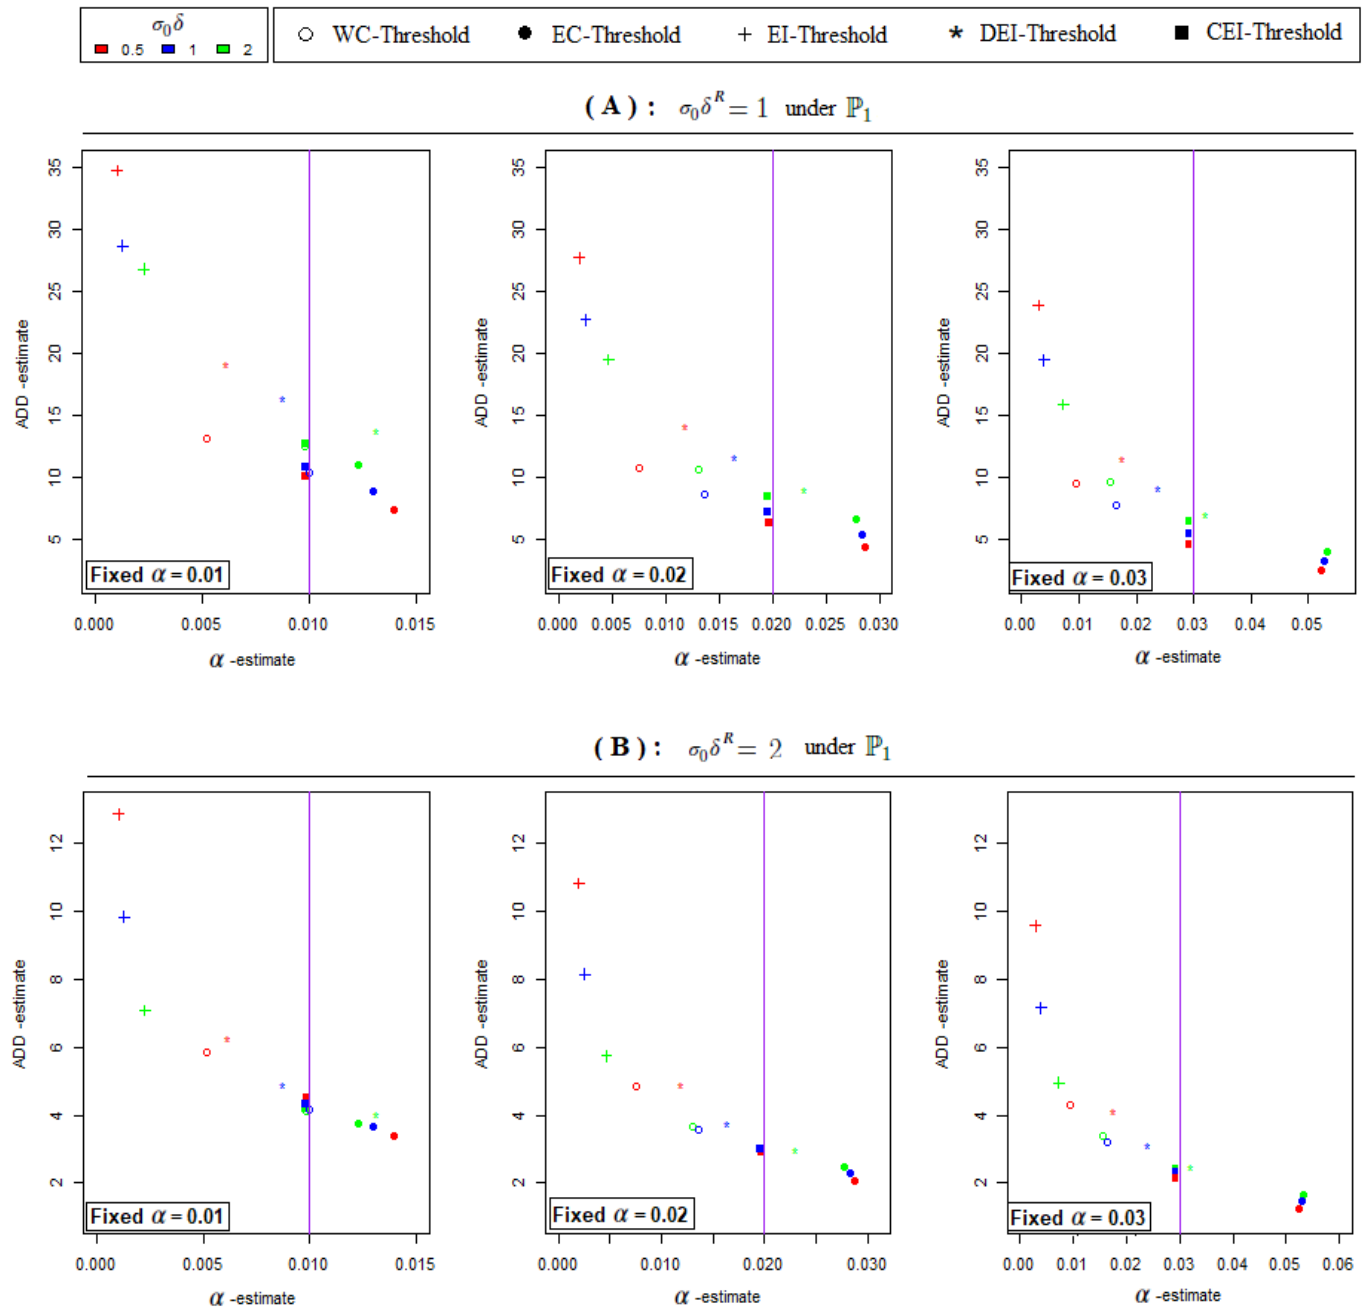 σ₀δ
0.5 1 2
WC-Threshold EC-Threshold EI-Threshold DEI-Threshold CEI-Threshold
(A): σ₀δᴿ = 1 under ℙ₁
35
30
25
20
15
10
5
ADD -estimate
Fixed α = 0.01
0.000 0.005 0.010 0.015
α -estimate
35
30
25
20
15
10
5
ADD -estimate
Fixed α = 0.02
0.000 0.005 0.010 0.015 0.020 0.025 0.030
α -estimate
35
30
25
20
15
10
5
ADD -estimate
Fixed α = 0.03
0.00 0.01 0.02 0.03 0.04 0.05
α -estimate
(B): σ₀δᴿ = 2 under ℙ₁
12
10
8
6
4
2
ADD -estimate
Fixed α = 0.01
0.000 0.005 0.010 0.015
α -estimate
12
10
8
6
4
2
ADD -estimate
Fixed α = 0.02
0.000 0.010 0.020 0.030
α -estimate
12
10
8
6
4
2
ADD -estimate
Fixed α = 0.03
0.00 0.01 0.02 0.03 0.04 0.05 0.06
α -estimate